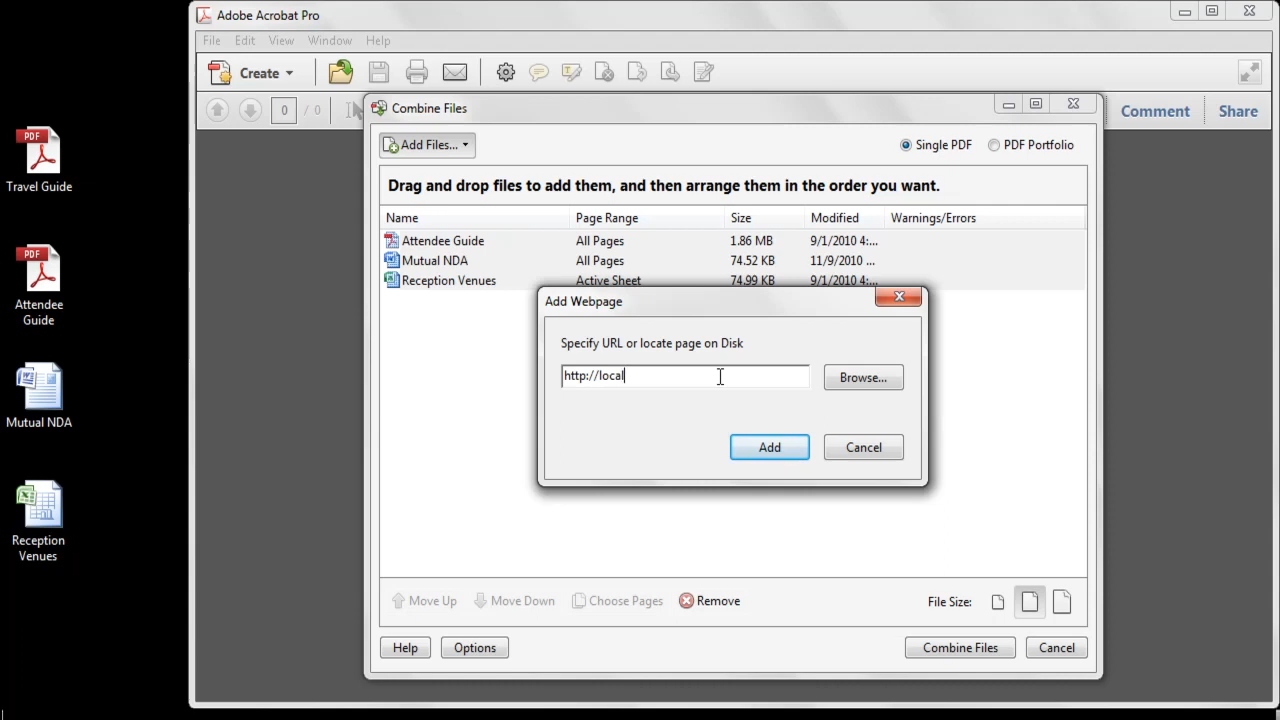 Adobe Acrobat Pro
File Edit View Window Help
Create
0 / 0
Comment Share
Combine Files
Add Files...
Single PDF PDF Portfolio
Drag and drop files to add them, and then arrange them in the order you want.
Name Page Range Size Modified Warnings/Errors
Attendee Guide All Pages 1.86 MB 9/1/2010 4:...
Mutual NDA All Pages 74.52 KB 11/9/2010 ...
Reception Venues Active Sheet 74.99 KB 9/1/2010 4:...
Add Webpage
Specify URL or locate page on Disk
http://local
Browse...
Add Cancel
Move Up Move Down Choose Pages Remove File Size:
Help Options Combine Files Cancel
PDF
Travel Guide
PDF
Attendee
Guide
Mutual NDA
Reception
Venues